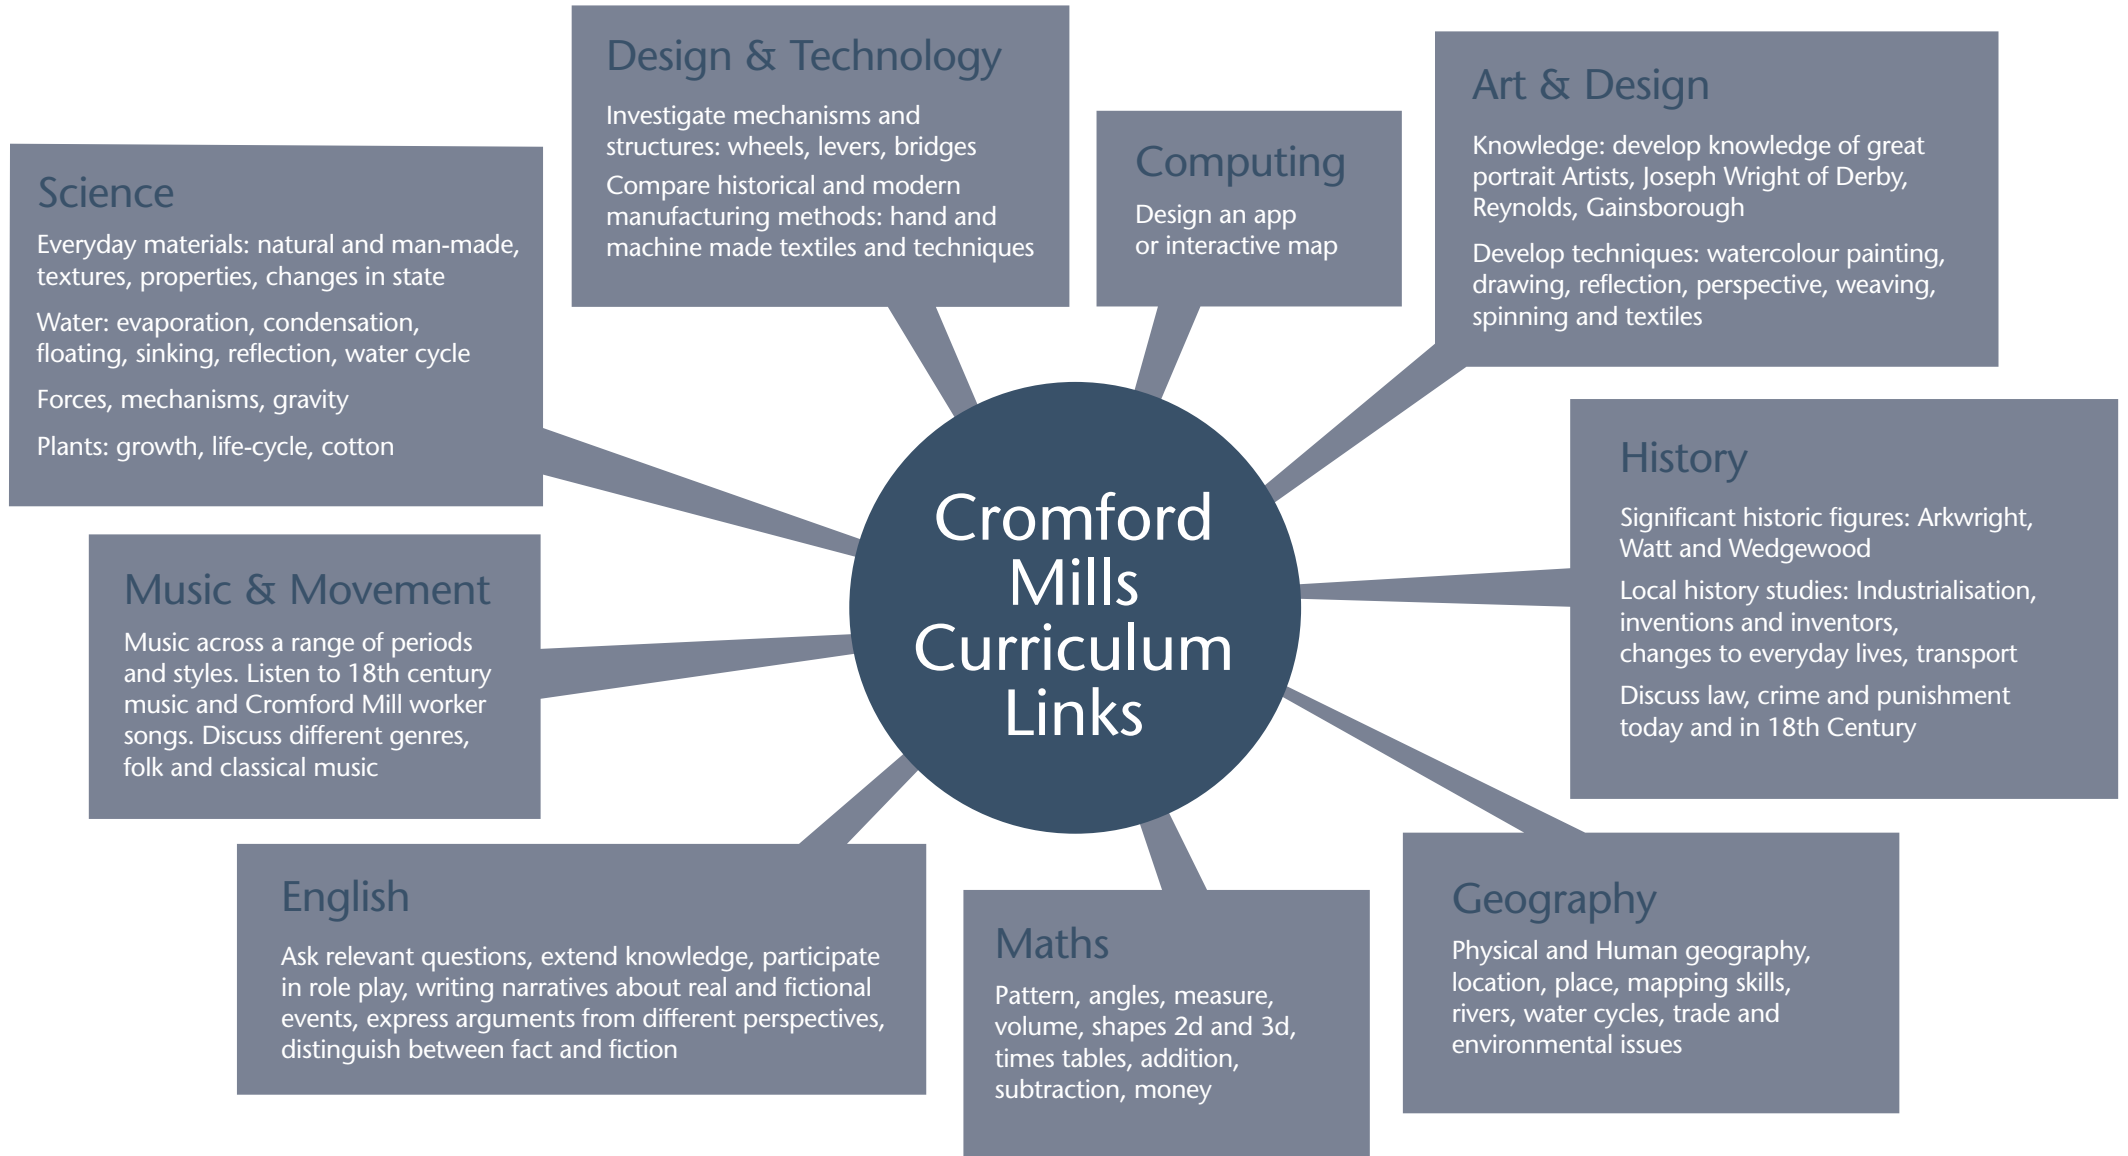 Design & Technology
Investigate mechanisms and
structures: wheels, levers, bridges
Compare historical and modern
manufacturing methods: hand and
machine made textiles and techniques
Computing
Design an app
or interactive map
Art & Design
Knowledge: develop knowledge of great
portrait Artists, Joseph Wright of Derby,
Reynolds, Gainsborough
Develop techniques: watercolour painting,
drawing, reflection, perspective, weaving,
spinning and textiles
Science
Everyday materials: natural and man-made,
textures, properties, changes in state
Water: evaporation, condensation,
floating, sinking, reflection, water cycle
Forces, mechanisms, gravity
Plants: growth, life-cycle, cotton
Cromford
Mills
Curriculum
Links
History
Significant historic figures: Arkwright,
Watt and Wedgewood
Local history studies: Industrialisation,
inventions and inventors,
changes to everyday lives, transport
Discuss law, crime and punishment
today and in 18th Century
Music & Movement
Music across a range of periods
and styles. Listen to 18th century
music and Cromford Mill worker
songs. Discuss different genres,
folk and classical music
English
Ask relevant questions, extend knowledge, participate
in role play, writing narratives about real and fictional
events, express arguments from different perspectives,
distinguish between fact and fiction
Maths
Pattern, angles, measure,
volume, shapes 2d and 3d,
times tables, addition,
subtraction, money
Geography
Physical and Human geography,
location, place, mapping skills,
rivers, water cycles, trade and
environmental issues